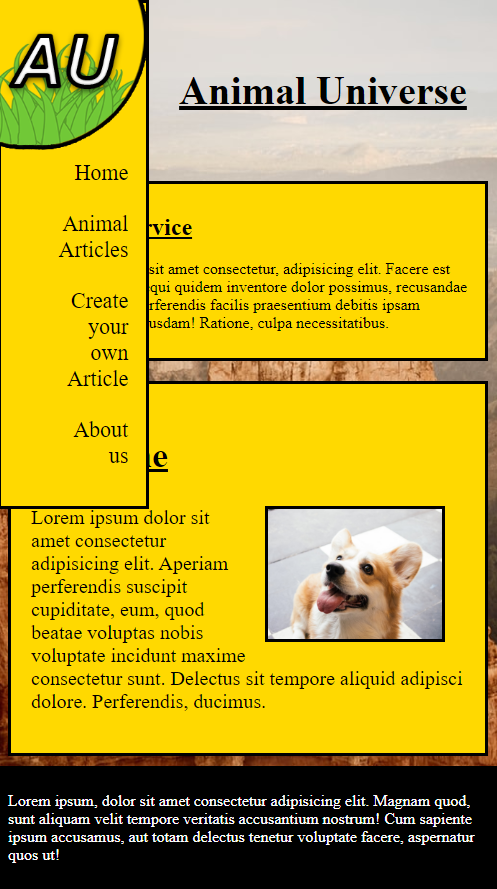 AU
Animal Universe
Home
Animal
Articles
Create
your
own
Article
About
us
sit amet consectetur, adipisicing elit. Facere est
equi quidem inventore dolor possimus, recusandae
facilis praesentium debitis ipsam
Ratione, culpa necessitatibus.
Lorem ipsum dolor sit
amet consectetur
adipisicing elit. Aperiam
perferendis suscipit
cupiditate, eum, quod
beatae voluptas nobis
voluptate incidunt maxime
consectetur sunt. Delectus sit tempore aliquid adipisci
dolore. Perferendis, ducimus.
Lorem ipsum, dolor sit amet consectetur adipisicing elit. Magnam quod,
sunt aliquam velit tempore veritatis accusantium nostrum! Cum sapiente
ipsum accusamus, aut totam delectus tenetur voluptate facere, aspernatur
quos ut!